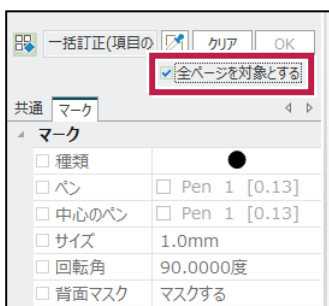 一括訂正(項目の クリア OK
全ページを対象とする
共通 マーク
マーク
種類
ペン Pen 1 [0.13]
中心のペン Pen 1 [0.13]
サイズ 1.0mm
回転角 90.0000度
背面マスク マスクする